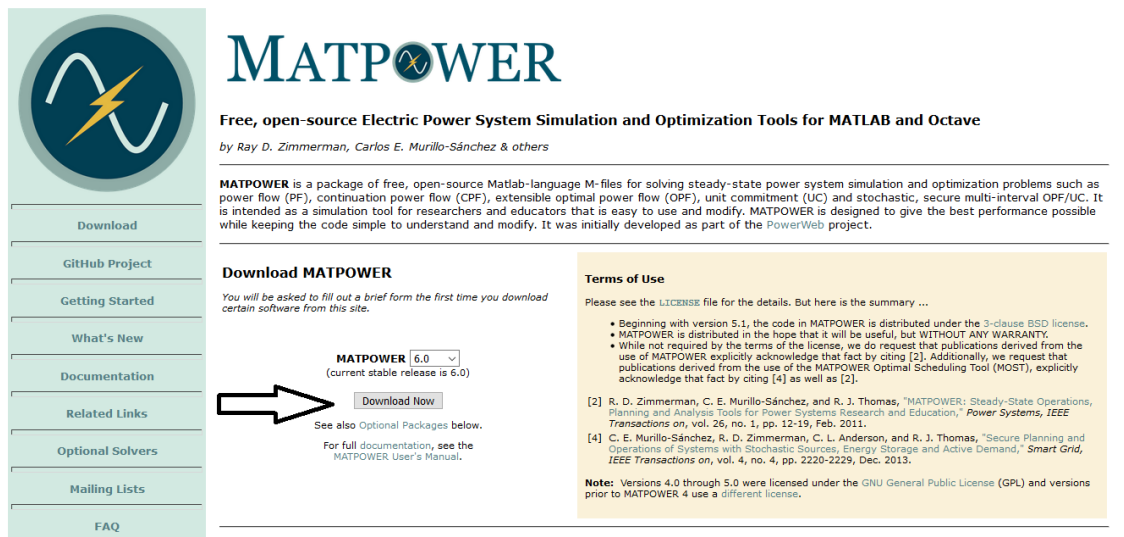 MATPOWER
Free, open-source Electric Power System Simulation and Optimization Tools for MATLAB and Octave
by Ray D. Zimmerman, Carlos E. Murillo-Sánchez & others
MATPOWER is a package of free, open-source Matlab-language M-files for solving steady-state power system simulation and optimization problems such as
power flow (PF), continuation power flow (CPF), extensible optimal power flow (OPF), unit commitment (UC) and stochastic, secure multi-interval OPF/UC. It
is intended as a simulation tool for researchers and educators that is easy to use and modify. MATPOWER is designed to give the best performance possible
while keeping the code simple to understand and modify. It was initially developed as part of the PowerWeb project.
Download
GitHub Project
Getting Started
What's New
Documentation
Related Links
Optional Solvers
Mailing Lists
FAQ
Download MATPOWER
You will be asked to fill out a brief form the first time you download
certain software from this site.
MATPOWER 6.0
(current stable release is 6.0)
Download Now
See also Optional Packages below.
For full documentation, see the
MATPOWER User's Manual.
Terms of Use
Please see the LICENSE file for the details. But here is the summary ...
• Beginning with version 5.1, the code in MATPOWER is distributed under the 3-clause BSD license.
• MATPOWER is distributed in the hope that it will be useful, but WITHOUT ANY WARRANTY.
• While not required by the terms of the license, we do request that publications derived from the
use of MATPOWER explicitly acknowledge that fact by citing [2]. Additionally, we request that
publications derived from the use of the MATPOWER Optimal Scheduling Tool (MOST), explicitly
acknowledge that fact by citing [4] as well as [2].
[2] R. D. Zimmerman, C. E. Murillo-Sánchez, and R. J. Thomas, "MATPOWER: Steady-State Operations,
Planning and Analysis Tools for Power Systems Research and Education," Power Systems, IEEE
Transactions on, vol. 26, no. 1, pp. 12-19, Feb. 2011.
[4] C. E. Murillo-Sánchez, R. D. Zimmerman, C. L. Anderson, and R. J. Thomas, "Secure Planning and
Operations of Systems with Stochastic Sources, Energy Storage and Active Demand," Smart Grid,
IEEE Transactions on, vol. 4, no. 4, pp. 2220-2229, Dec. 2013.
Note: Versions 4.0 through 5.0 were licensed under the GNU General Public License (GPL) and versions
prior to MATPOWER 4 use a different license.